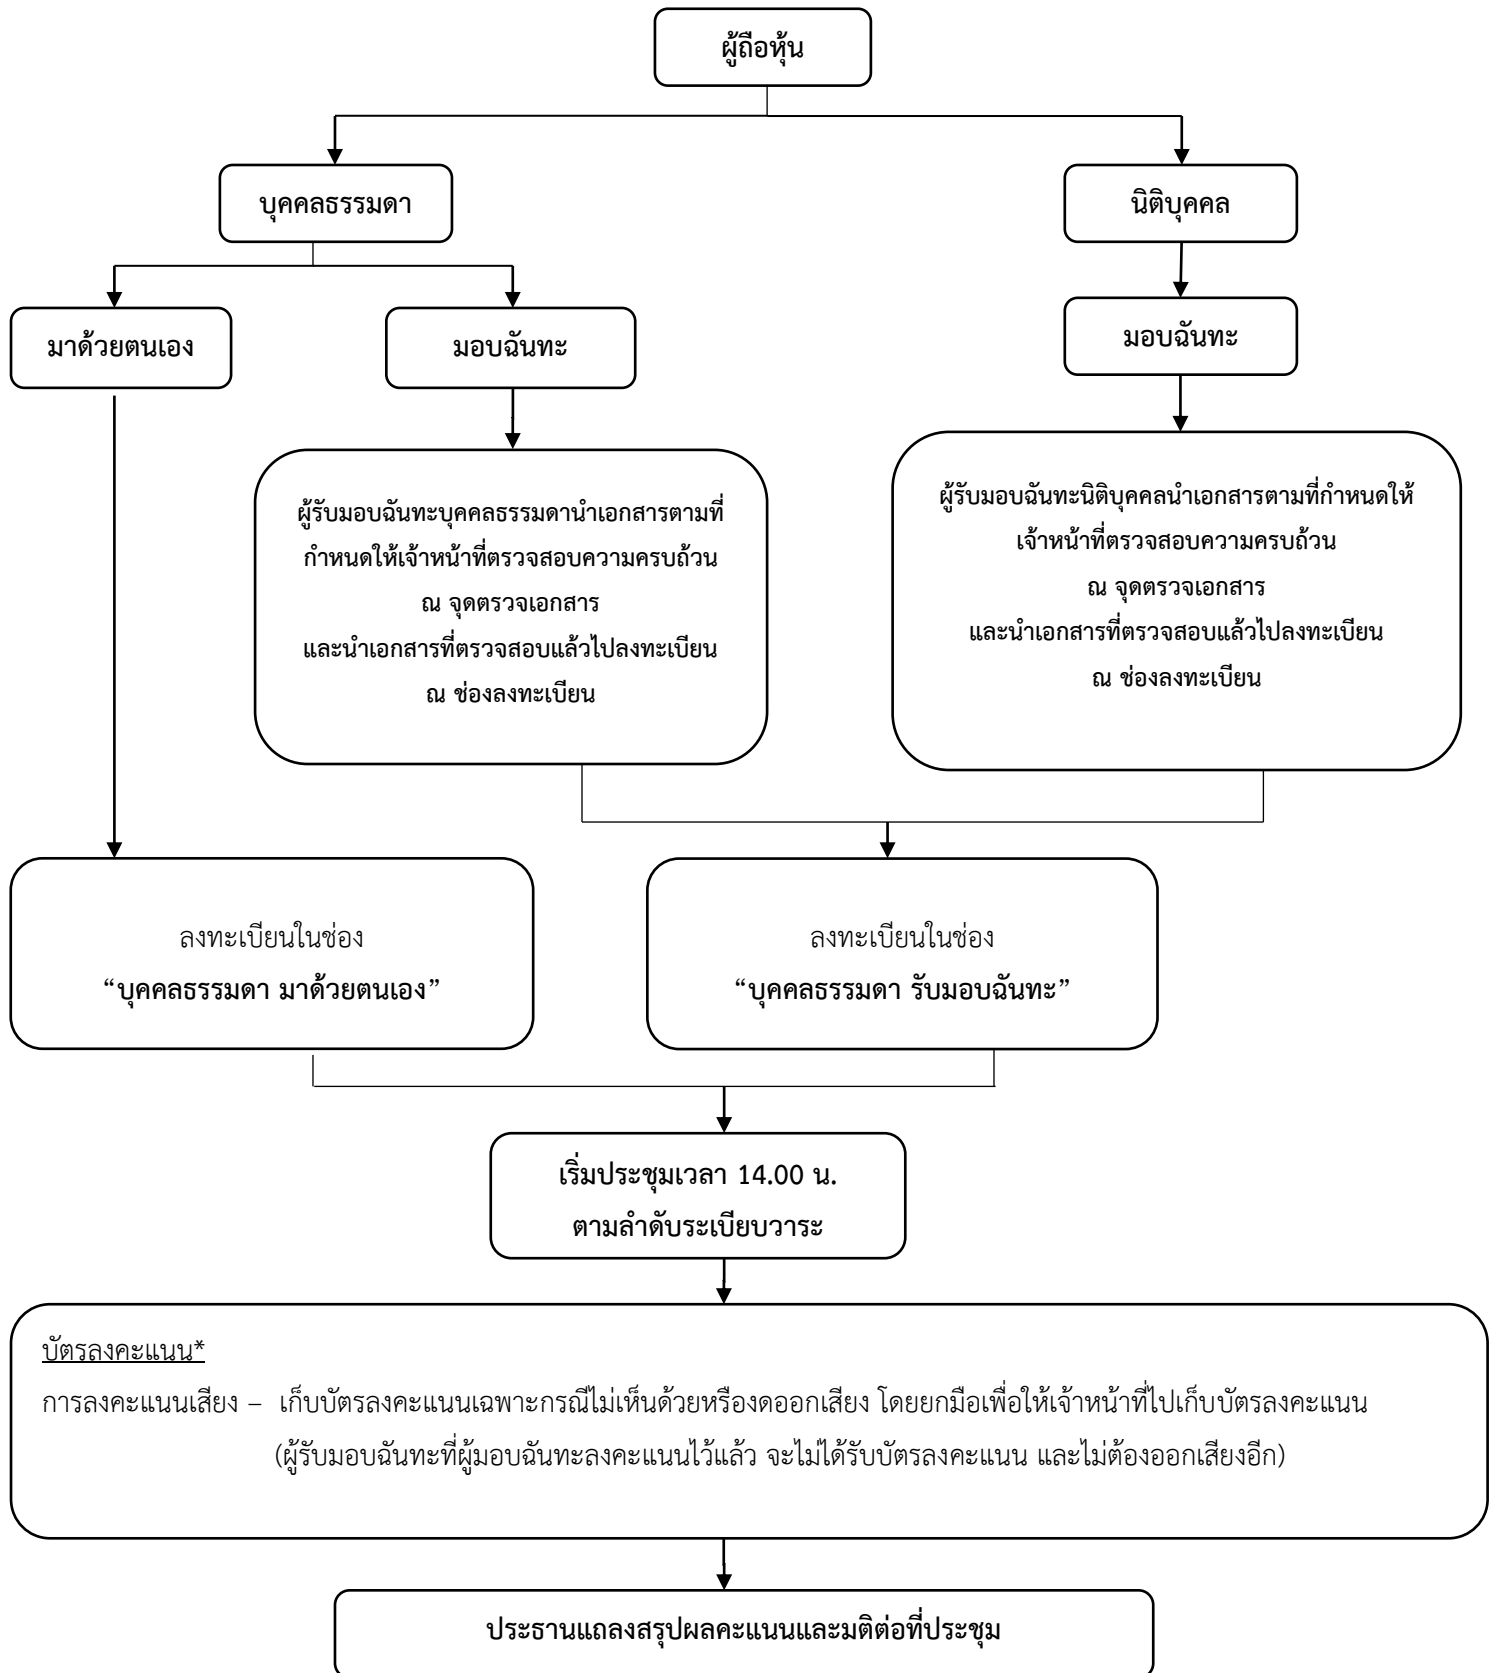 ผู้ถือหุ้น
บุคคลธรรมดา
นิติบุคคล
มาด้วยตนเอง
มอบฉันทะ
มอบฉันทะ
ผู้รับมอบฉันทะบุคคลธรรมดานำเอกสารตามที่
กำหนดให้เจ้าหน้าที่ตรวจสอบความครบถ้วน
ณ จุดตรวจเอกสาร
และนำเอกสารที่ตรวจสอบแล้วไปลงทะเบียน
ณ ช่องลงทะเบียน
ผู้รับมอบฉันทะนิติบุคคลนำเอกสารตามที่กำหนดให้
เจ้าหน้าที่ตรวจสอบความครบถ้วน
ณ จุดตรวจเอกสาร
และนำเอกสารที่ตรวจสอบแล้วไปลงทะเบียน
ณ ช่องลงทะเบียน
ลงทะเบียนในช่อง
“บุคคลธรรมดา มาด้วยตนเอง”
ลงทะเบียนในช่อง
“บุคคลธรรมดา รับมอบฉันทะ”
เริ่มประชุมเวลา 14.00 น.
ตามลำดับระเบียบวาระ
บัตรลงคะแนน*
การลงคะแนนเสียง – เก็บบัตรลงคะแนนเฉพาะกรณีไม่เห็นด้วยหรืองดออกเสียง โดยยกมือเพื่อให้เจ้าหน้าที่ไปเก็บบัตรลงคะแนน
(ผู้รับมอบฉันทะที่ผู้มอบฉันทะลงคะแนนไว้แล้ว จะไม่ได้รับบัตรลงคะแนน และไม่ต้องออกเสียงอีก)
ประธานแถลงสรุปผลคะแนนและมติต่อที่ประชุม